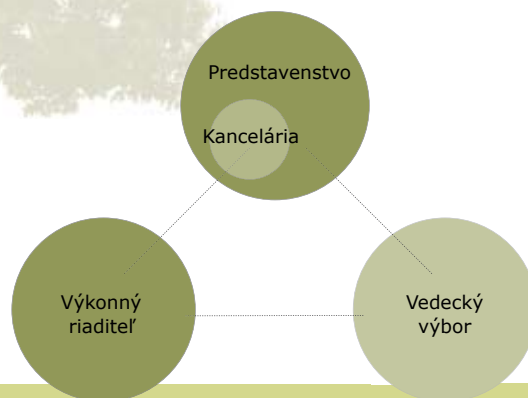 Predstavenstvo
Kancelária
Výkonný
riaditeľ
Vedecký
výbor